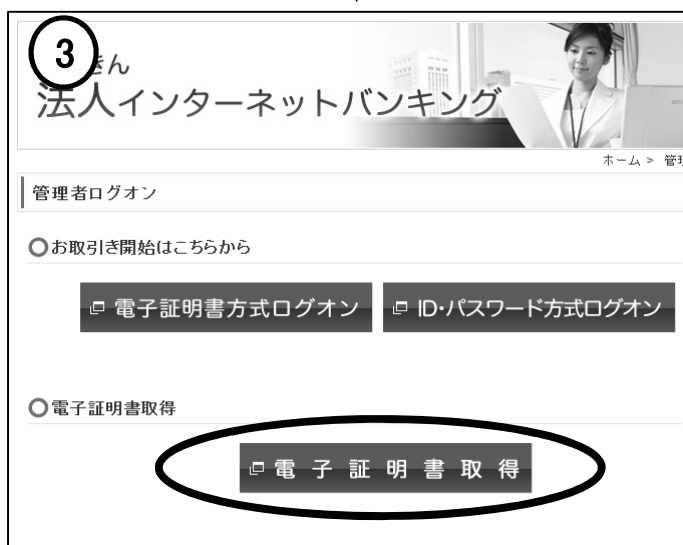 ③
きん
法人インターネットバンキング
ホーム > 管理
管理者ログオン
お取引き開始はこちらから
電子証明書方式ログオン ID・パスワード方式ログオン
電子証明書取得
電子証明書取得